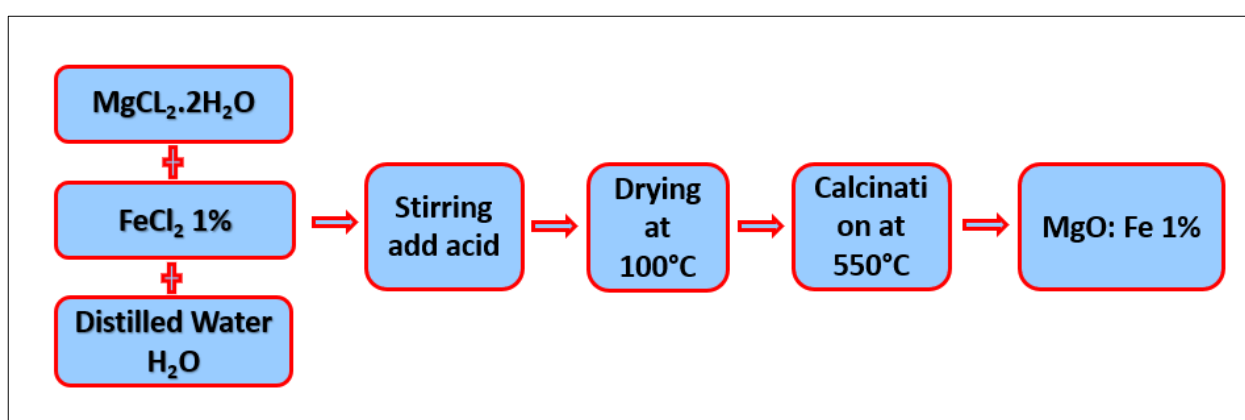 MgCL₂.2H₂O
FeCl₂ 1%
Distilled Water
H₂O
Stirring
add acid
Drying
at
100°C
Calcinati
on at
550°C
MgO: Fe 1%